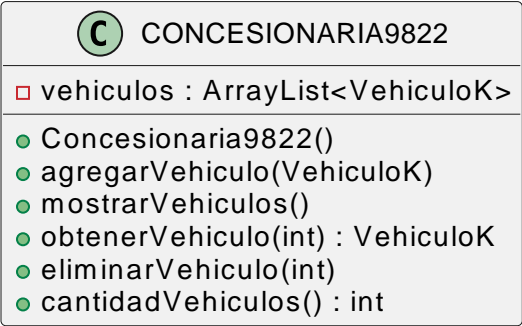 C CONCESIONARIA9822
vehiculos : ArrayList<VehiculoK>
Concesionaria9822()
agregarVehiculo(VehiculoK)
mostrarVehiculos()
obtenerVehiculo(int) : VehiculoK
eliminarVehiculo(int)
cantidadVehiculos() : int